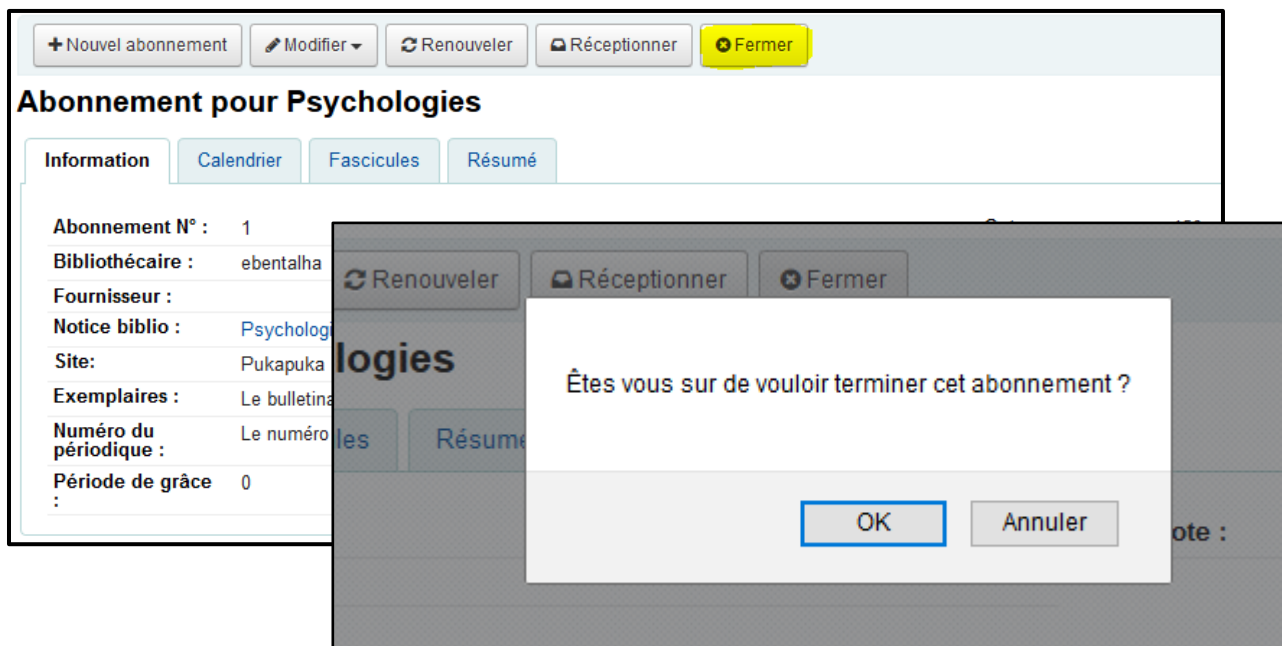 Nouvel abonnement Modifier Renouveler Réceptionner Fermer
Abonnement pour Psychologies
Information Calendrier Fascicules Résumé
Abonnement N° : 1
Bibliothécaire : ebentalha
Fournisseur :
Notice biblio : Psychologi
Site: Pukapuka
Exemplaires : Le bulletina
Numéro du
périodique : Le numéro
Période de grâce
: 0
Renouveler Réceptionner Fermer
logies
les Résumé
Êtes vous sur de vouloir terminer cet abonnement ?
OK Annuler
ote :